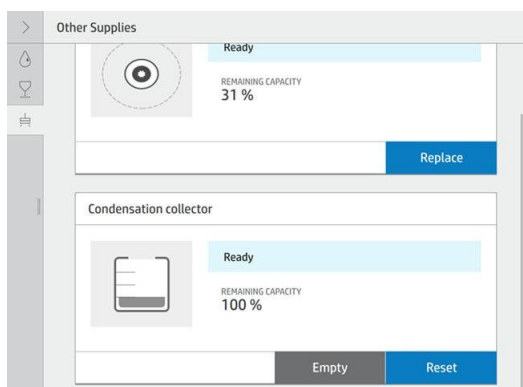 Other Supplies
Ready
REMAINING CAPACITY
31 %
Replace
Condensation collector
Ready
REMAINING CAPACITY
100 %
Empty
Reset